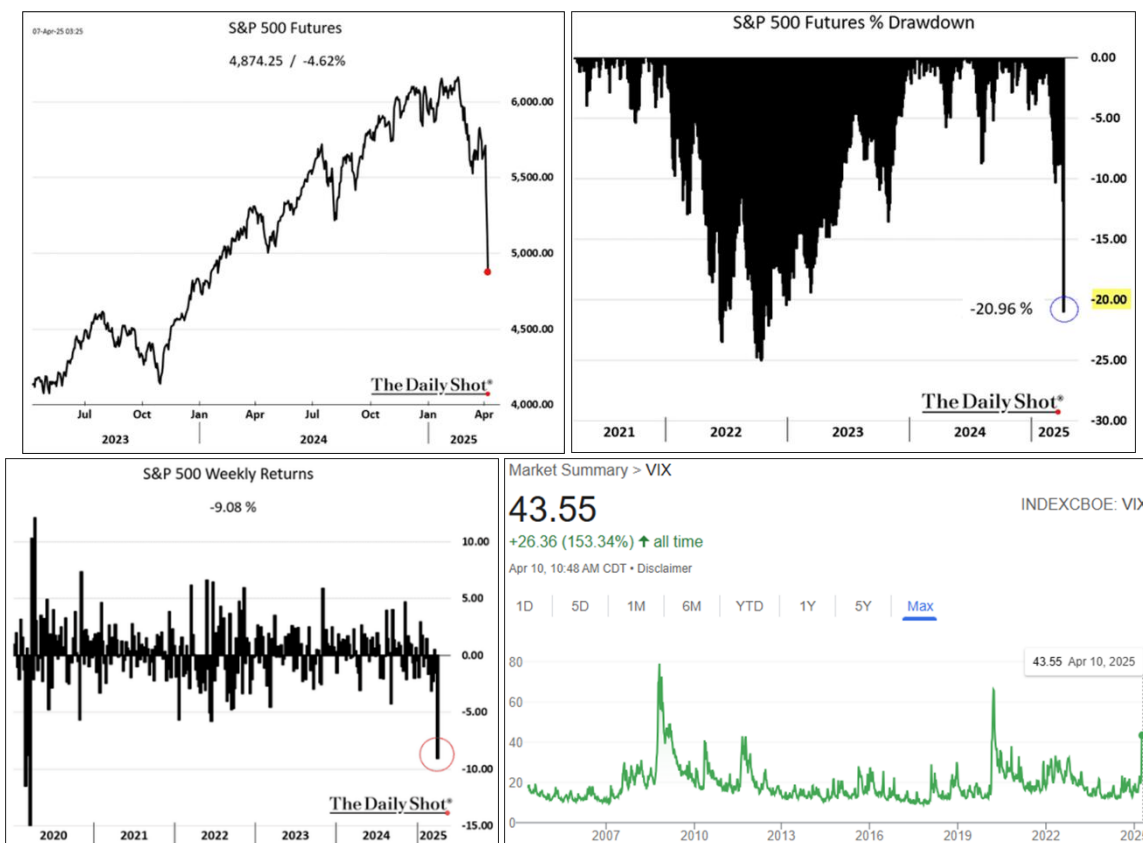 S&P 500 Futures
07-Apr-25 03:25
4,874.25 / -4.62%
6,000.00
5,500.00
5,000.00
4,500.00
4,000.00
The Daily Shot®
Jul Oct Jan Apr Jul Oct Jan Apr
2023 2024 2025
S&P 500 Futures % Drawdown
0.00
-5.00
-10.00
-15.00
-20.00
-20.96 %
-25.00
The Daily Shot®
-30.00
2021 2022 2023 2024 2025
S&P 500 Weekly Returns
-9.08 %
10.00
5.00
0.00
-5.00
-10.00
The Daily Shot®
-15.00
2020 2021 2022 2023 2024 2025
Market Summary > VIX
43.55
INDEXCBOE: VIX
+26.36 (153.34%) ↑ all time
Apr 10, 10:48 AM CDT • Disclaimer
1D 5D 1M 6M YTD 1Y 5Y Max
80
43.55 Apr 10, 2025
60
40
20
0
2007 2010 2013 2016 2019 2022 202